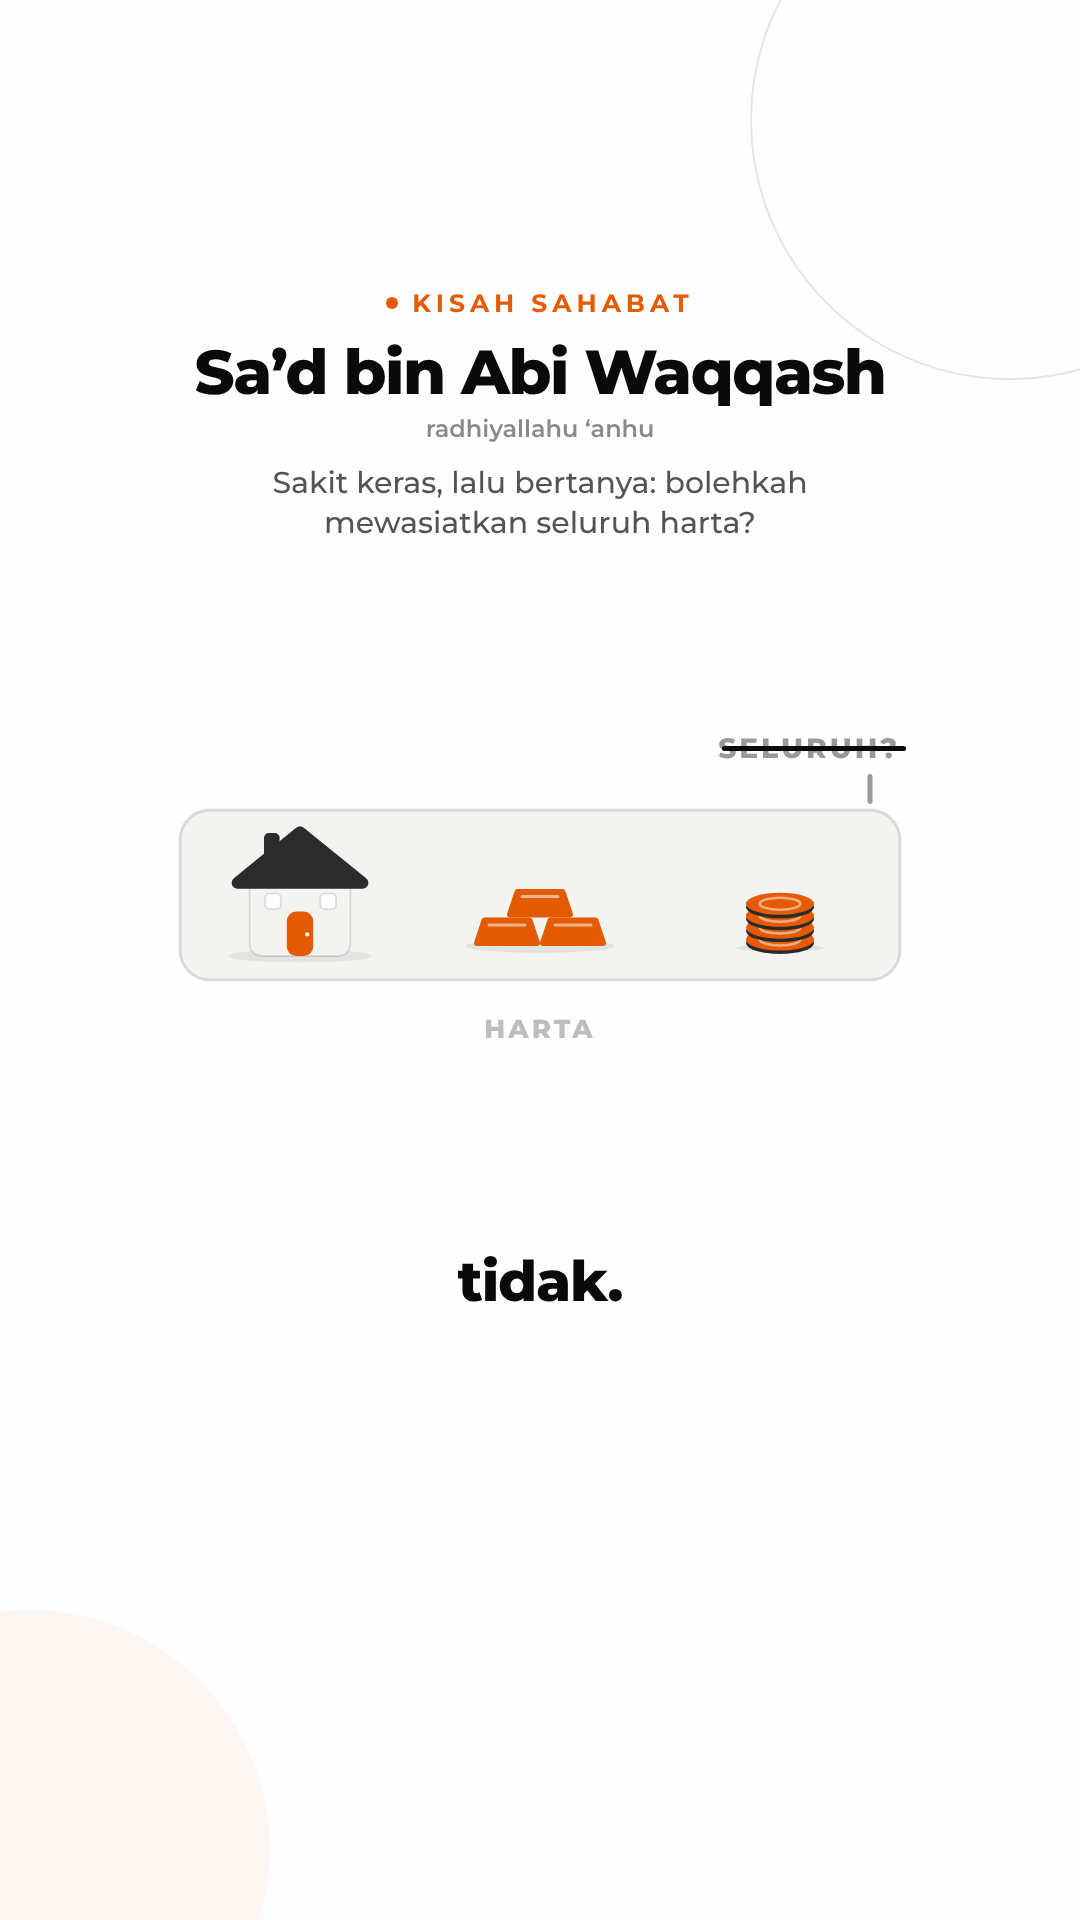 KISAH SAHABAT
Sa’d bin Abi Waqqash
radhiyallahu ‘anhu
Sakit keras, lalu bertanya: bolehkah
mewasiatkan seluruh harta?
SELURUH?
HARTA
tidak.